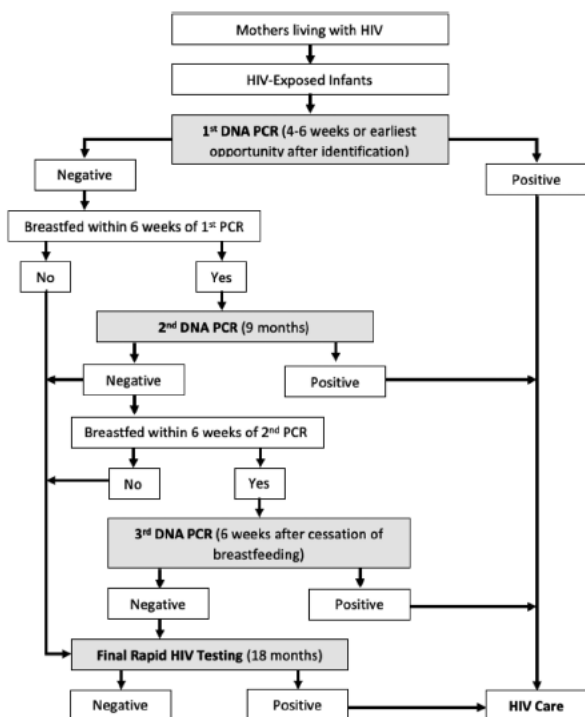 Mothers living with HIV
HIV-Exposed Infants
1st DNA PCR (4-6 weeks or earliest
opportunity after identification)
Negative
Positive
Breastfed within 6 weeks of 1st PCR
No
Yes
2nd DNA PCR (9 months)
Negative
Positive
Breastfed within 6 weeks of 2nd PCR
No
Yes
3rd DNA PCR (6 weeks after cessation of
breastfeeding)
Negative
Positive
Final Rapid HIV Testing (18 months)
Negative
Positive
HIV Care